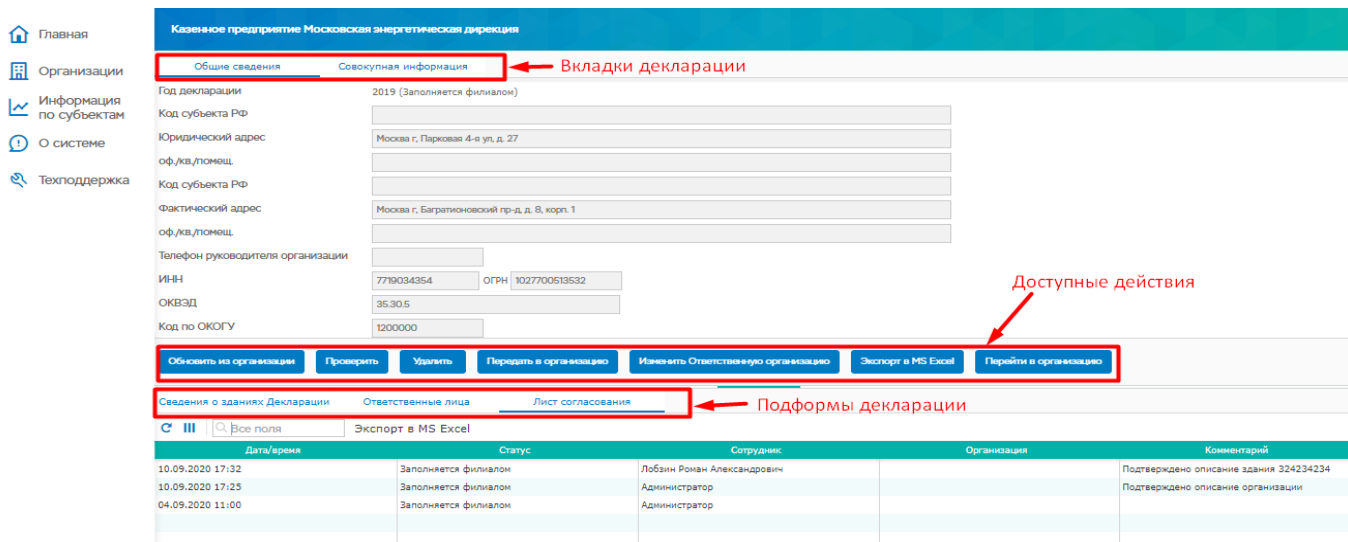 Главная
Организации
Информация
по субъектам
О системе
Техподдержка
Казенное предприятие Московская энергетическая дирекция
Общие сведения Совокупная информация Вкладки декларации
Год декларации 2019 (Заполняется филиалом)
Код субъекта РФ
Юридический адрес Москва г, Парковая 4-я ул, д. 27
оф./кв./помещ.
Код субъекта РФ
Фактический адрес Москва г, Багратионовский пр-д, д. 8, корп. 1
оф./кв./помещ.
Телефон руководителя организации
ИНН 7719034354 ОГРН 1027700513532
Доступные действия
ОКВЭД 35.30.5
Код по ОКОГУ 1200000
Обновить из организации Проверить Удалить Передать в организацию Изменить Ответственную организацию Экспорт в MS Excel Перейти в организацию
Сведения о зданиях Декларации Ответственные лица Лист согласования Подформы декларации
Все поля Экспорт в MS Excel
Дата/время Статус Сотрудник Организация Комментарий
10.09.2020 17:32 Заполняется филиалом Лобзин Роман Александрович Подтверждено описание здания 324234234
10.09.2020 17:25 Заполняется филиалом Администратор Подтверждено описание организации
04.09.2020 11:00 Заполняется филиалом Администратор